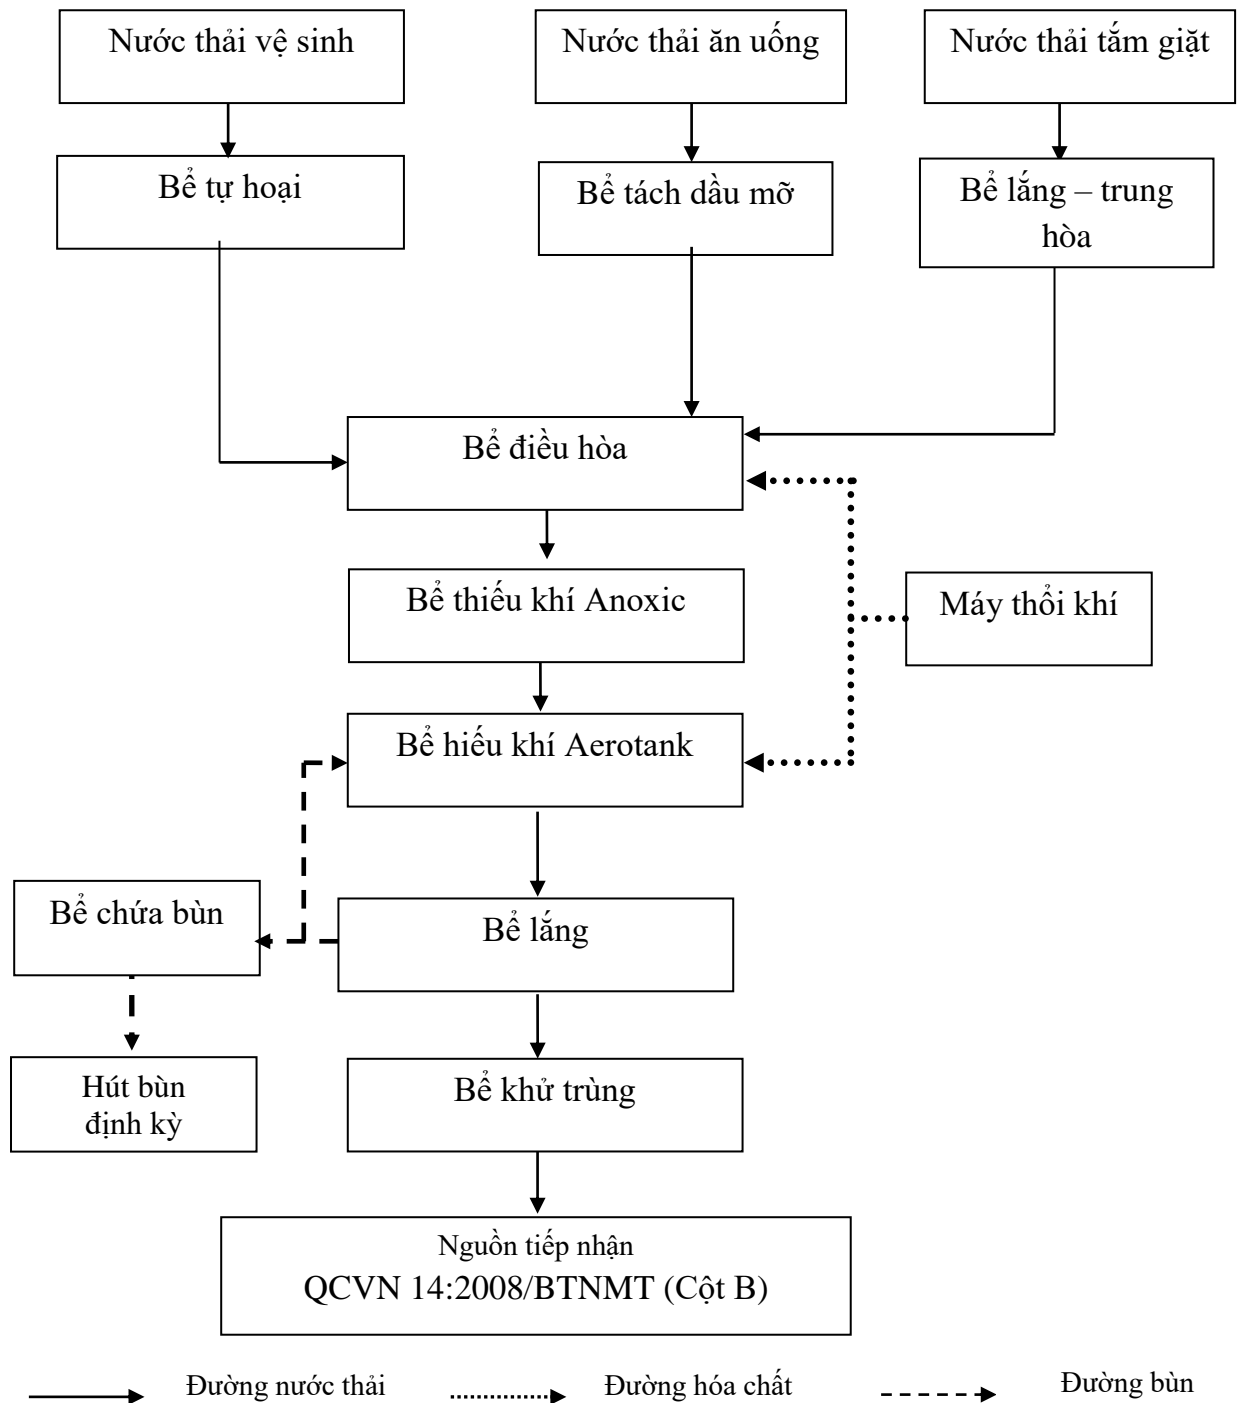 Nước thải vệ sinh
Nước thải ăn uống
Nước thải tắm giặt
Bể tự hoại
Bể tách dầu mỡ
Bể lắng – trung
hòa
Bể điều hòa
Bể thiếu khí Anoxic
Máy thổi khí
Bể hiếu khí Aerotank
Bể chứa bùn
Bể lắng
Hút bùn
định kỳ
Bể khử trùng
Nguồn tiếp nhận
QCVN 14:2008/BTNMT (Cột B)
Đường nước thải
Đường hóa chất
Đường bùn